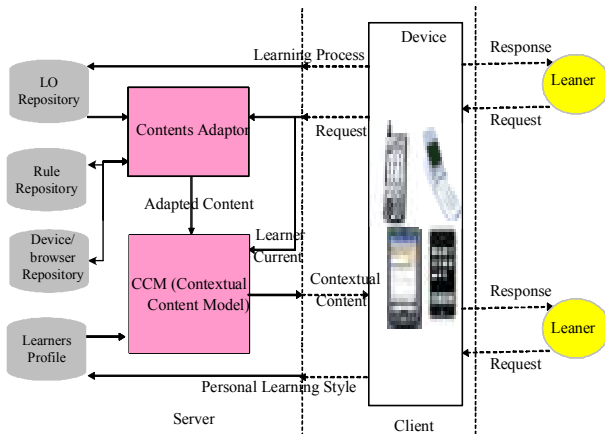 Device
Learning Process
Response
LO
Repository
Leaner
Contents Adaptor
Request
Request
Rule
Repository
Adapted Content
Learner
Current
Device/
browser
Repository
CCM (Contextual
Content Model)
Contextual
Content
Response
Leaner
Learners
Profile
Request
Personal Learning Style
Server
Client